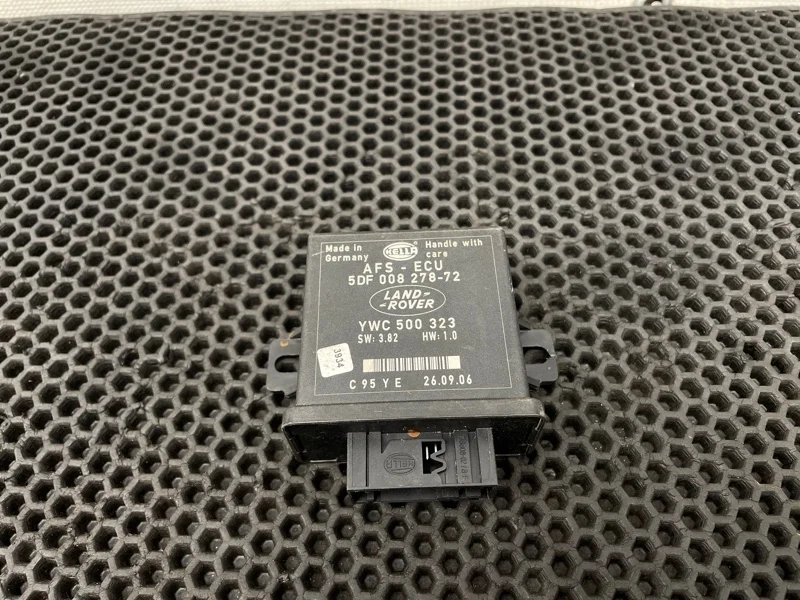 Made in
Germany
HELLA
®
Handle with
care
AFS - ECU
5DF 008 278-72
LAND-
-ROVER
YWC 500 323
SW: 3.82 HW: 1.0
3934
C 95 Y E 26.09.06
HELLA